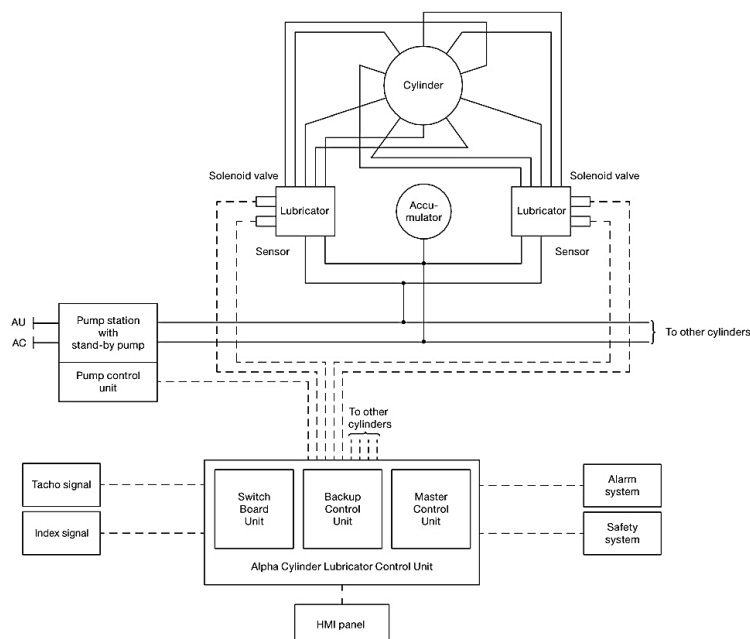 Cylinder
Solenoid valve
Solenoid valve
Lubricator
Accu-
mulator
Lubricator
Sensor
Sensor
AU
AC
Pump station
with
stand-by pump
To other cylinders
Pump control
unit
To other
cylinders
Tacho signal
Index signal
Switch
Board
Unit
Backup
Control
Unit
Master
Control
Unit
Alarm
system
Safety
system
Alpha Cylinder Lubricator Control Unit
HMI panel